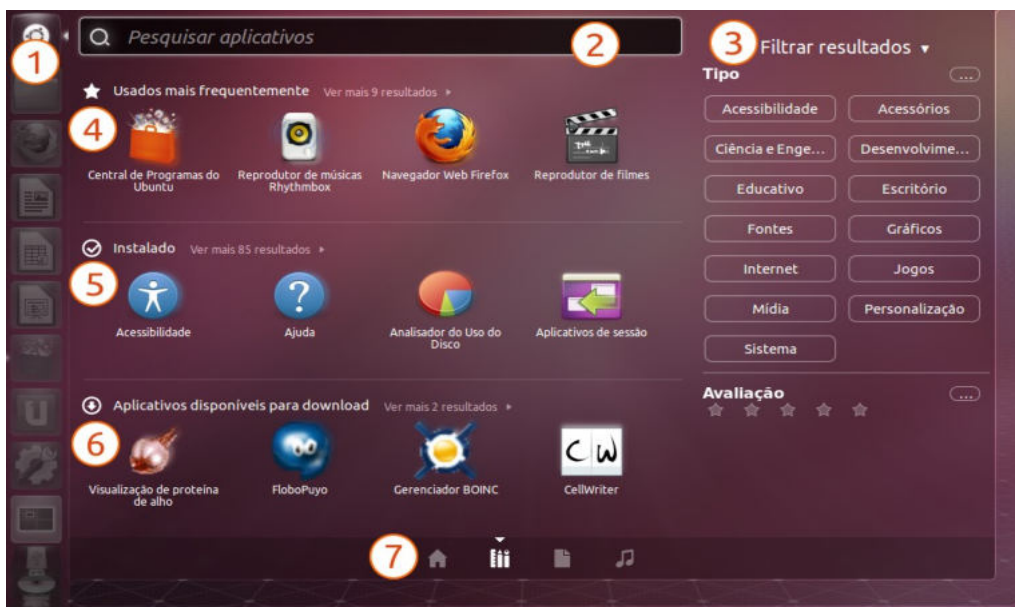 1
Pesquisar aplicativos
2
3
Filtrar resultados
Usados mais frequentemente Ver mais 9 resultados
4
Central de Programas do
Ubuntu
Reprodutor de músicas
Rhythmbox
Navegador Web Firefox
Reprodutor de filmes
Instalado Ver mais 85 resultados
5
Acessibilidade
Ajuda
Analisador do Uso do
Disco
Aplicativos de sessão
Aplicativos disponíveis para download Ver mais 2 resultados
6
Visualização de proteína
de alho
FloboPuyo
Gerenciador BOINC
CW
CellWriter
7
Tipo ...
Acessibilidade
Acessórios
Ciência e Enge...
Desenvolvime...
Educativo
Escritório
Fontes
Gráficos
Internet
Jogos
Mídia
Personalização
Sistema
Avaliação ...
U